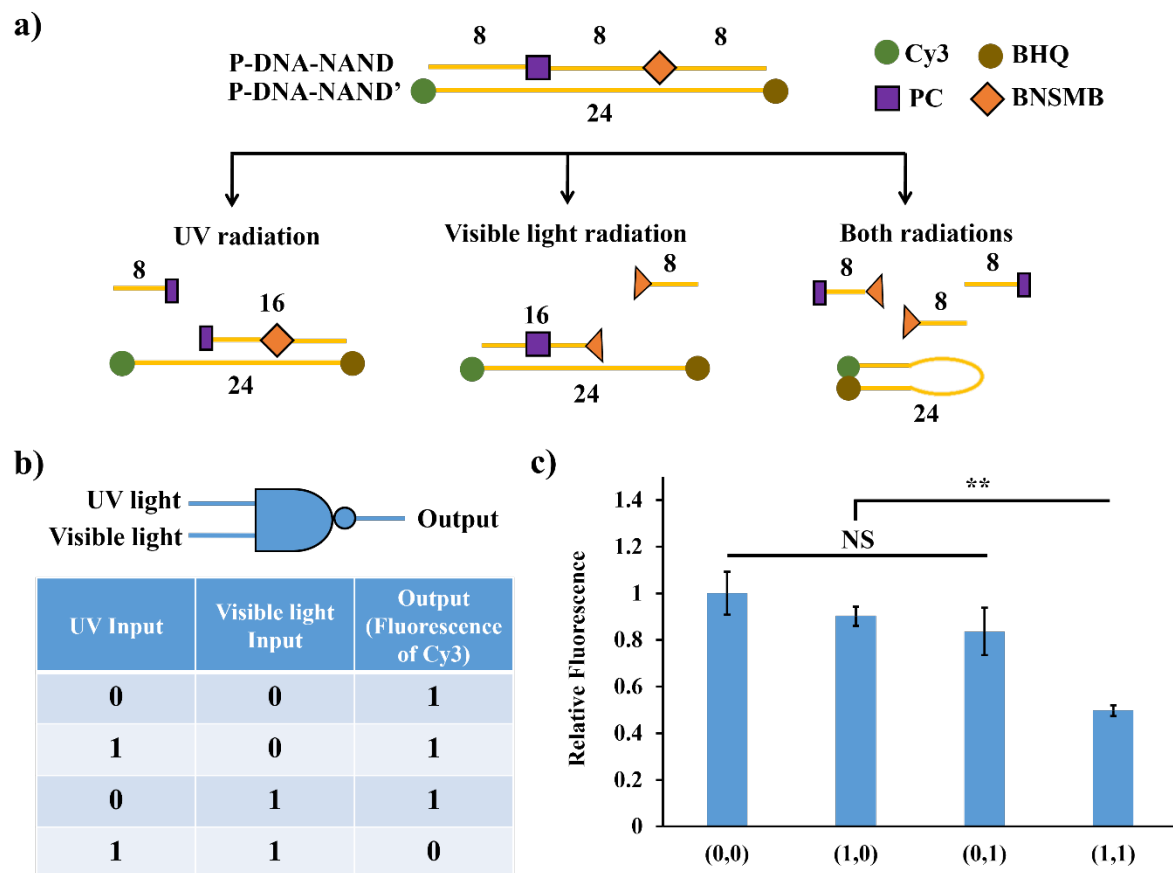 a)
8 8 8
P-DNA-NAND
P-DNA-NAND’
24
Cy3 BHQ
PC BNSMB
UV radiation Visible light radiation Both radiations
8
16
24
8
16
24
8 8
8
24
b)
UV light
Visible light
Output
UV Input Visible light Input Output (Fluorescence of Cy3)
0 0 1
1 0 1
0 1 1
1 1 0
c)
Relative Fluorescence
1.4
1.2
1
0.8
0.6
0.4
0.2
0
**
NS
(0,0) (1,0) (0,1) (1,1)